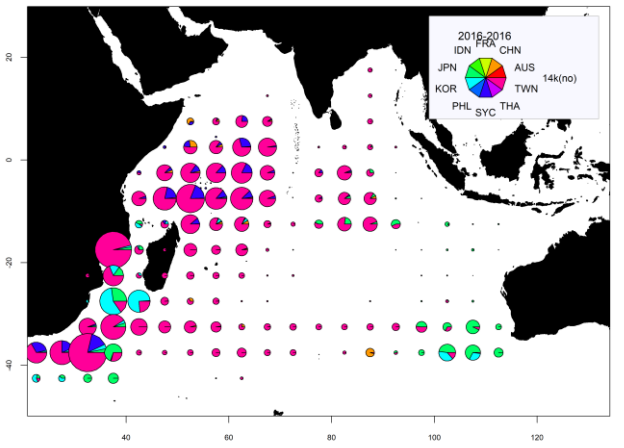 2016-2016
FRA
IDN CHN
JPN AUS
14k(no)
KOR TWN
PHL THA
SYC
20
0
-20
-40
40 60 80 100 120